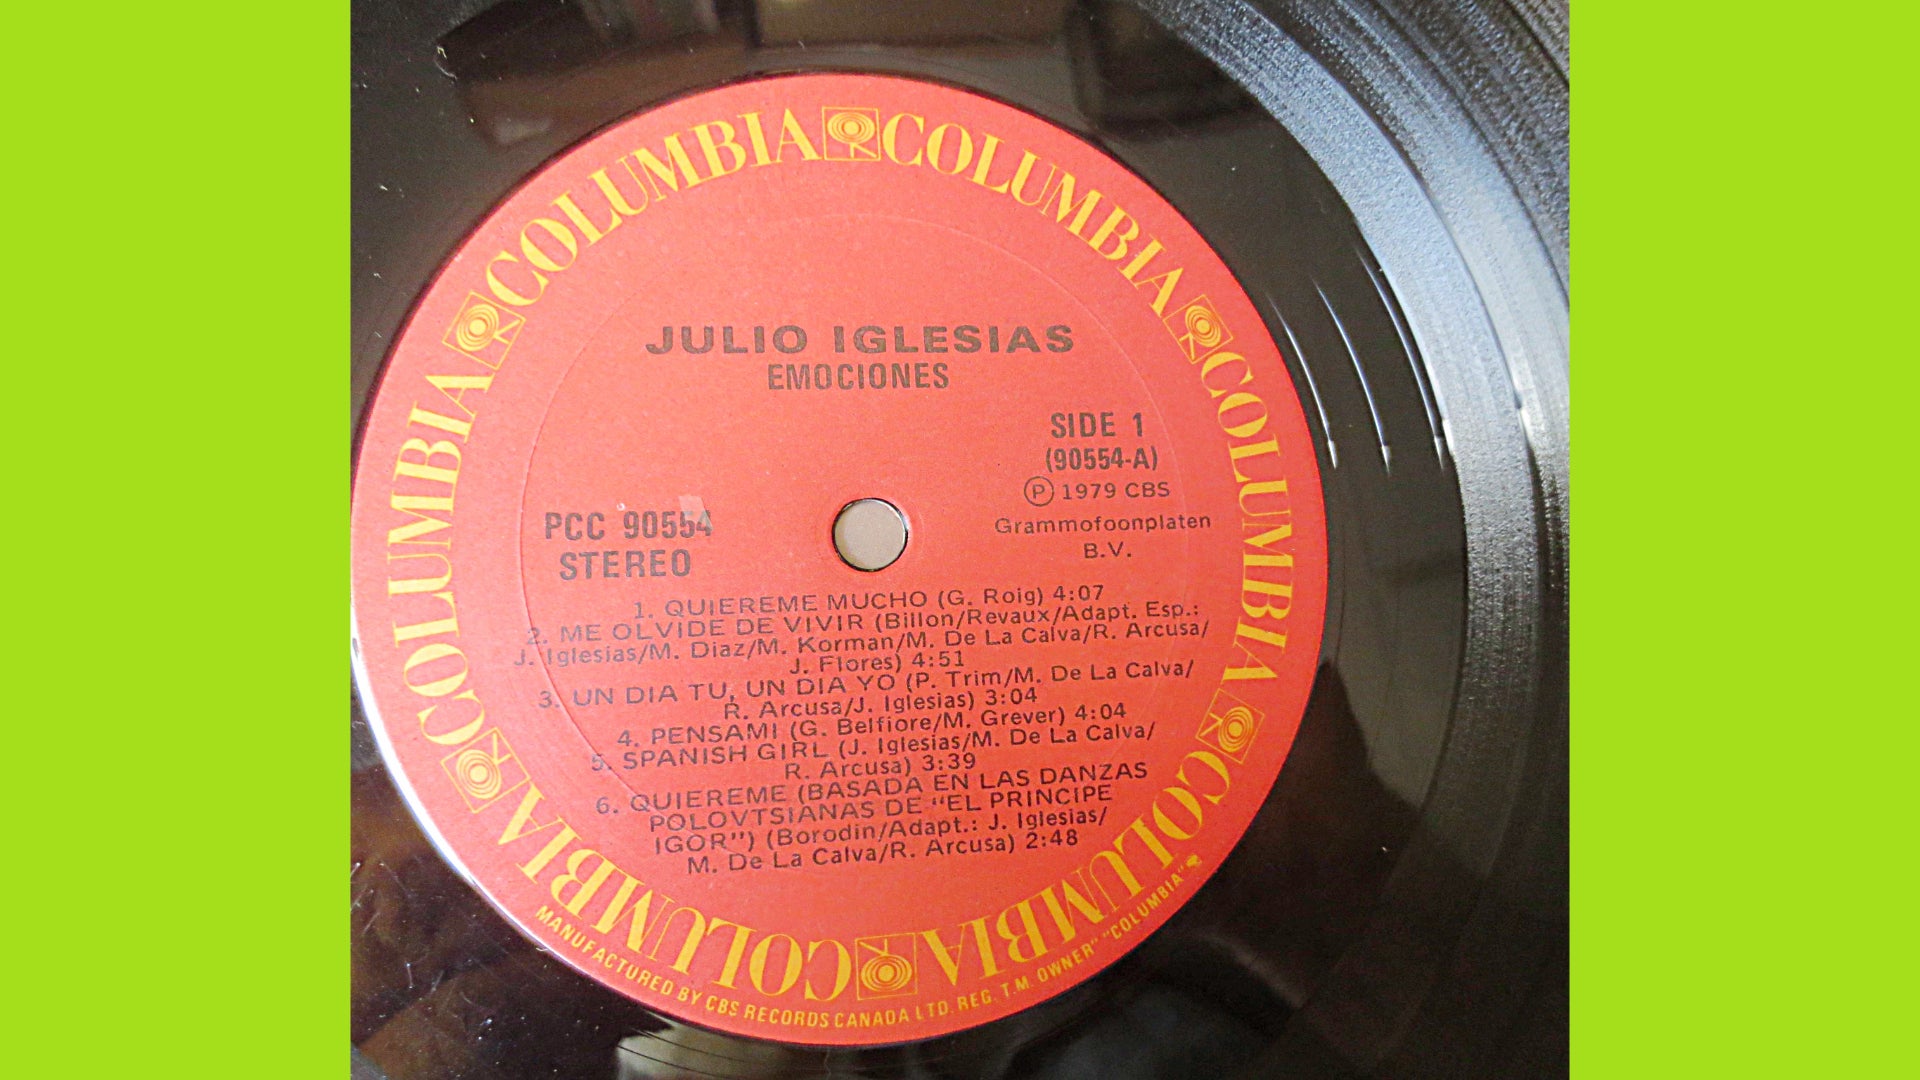 COLUMBIA COLUMBIA COLUMBIA COLUMBIA COLUMBIA COLUMBIA COLUMBIA COLUMBIA
JULIO IGLESIAS
EMOCIONES
SIDE 1
(90554-A)
Ⓟ 1979 CBS
Grammofoonplaten
B.V.
PCC 90554
STEREO
1. QUIEREME MUCHO (G. Roig) 4:07
2. ME OLVIDE DE VIVIR (Billon/Revaux/Adapt. Esp.:
J. Iglesias/M. Diaz/M. Korman/M. De La Calva/R. Arcusa/
J. Flores) 4:51
3. UN DIA TU, UN DIA YO (P. Trim/M. De La Calva/
R. Arcusa/J. Iglesias) 3:04
4. PENSAMI (G. Belfiore/M. Grever) 4:04
5. SPANISH GIRL (J. Iglesias/M. De La Calva/
R. Arcusa) 3:39
6. QUIEREME (BASADA EN LAS DANZAS
POLOVTSIANAS DE "EL PRINCIPE
IGOR") (Borodin/Adapt.: J. Iglesias/
M. De La Calva/R. Arcusa) 2:48
MANUFACTURED BY CBS RECORDS CANADA LTD. REG. T.M. OWNER" "COLUMBIA"